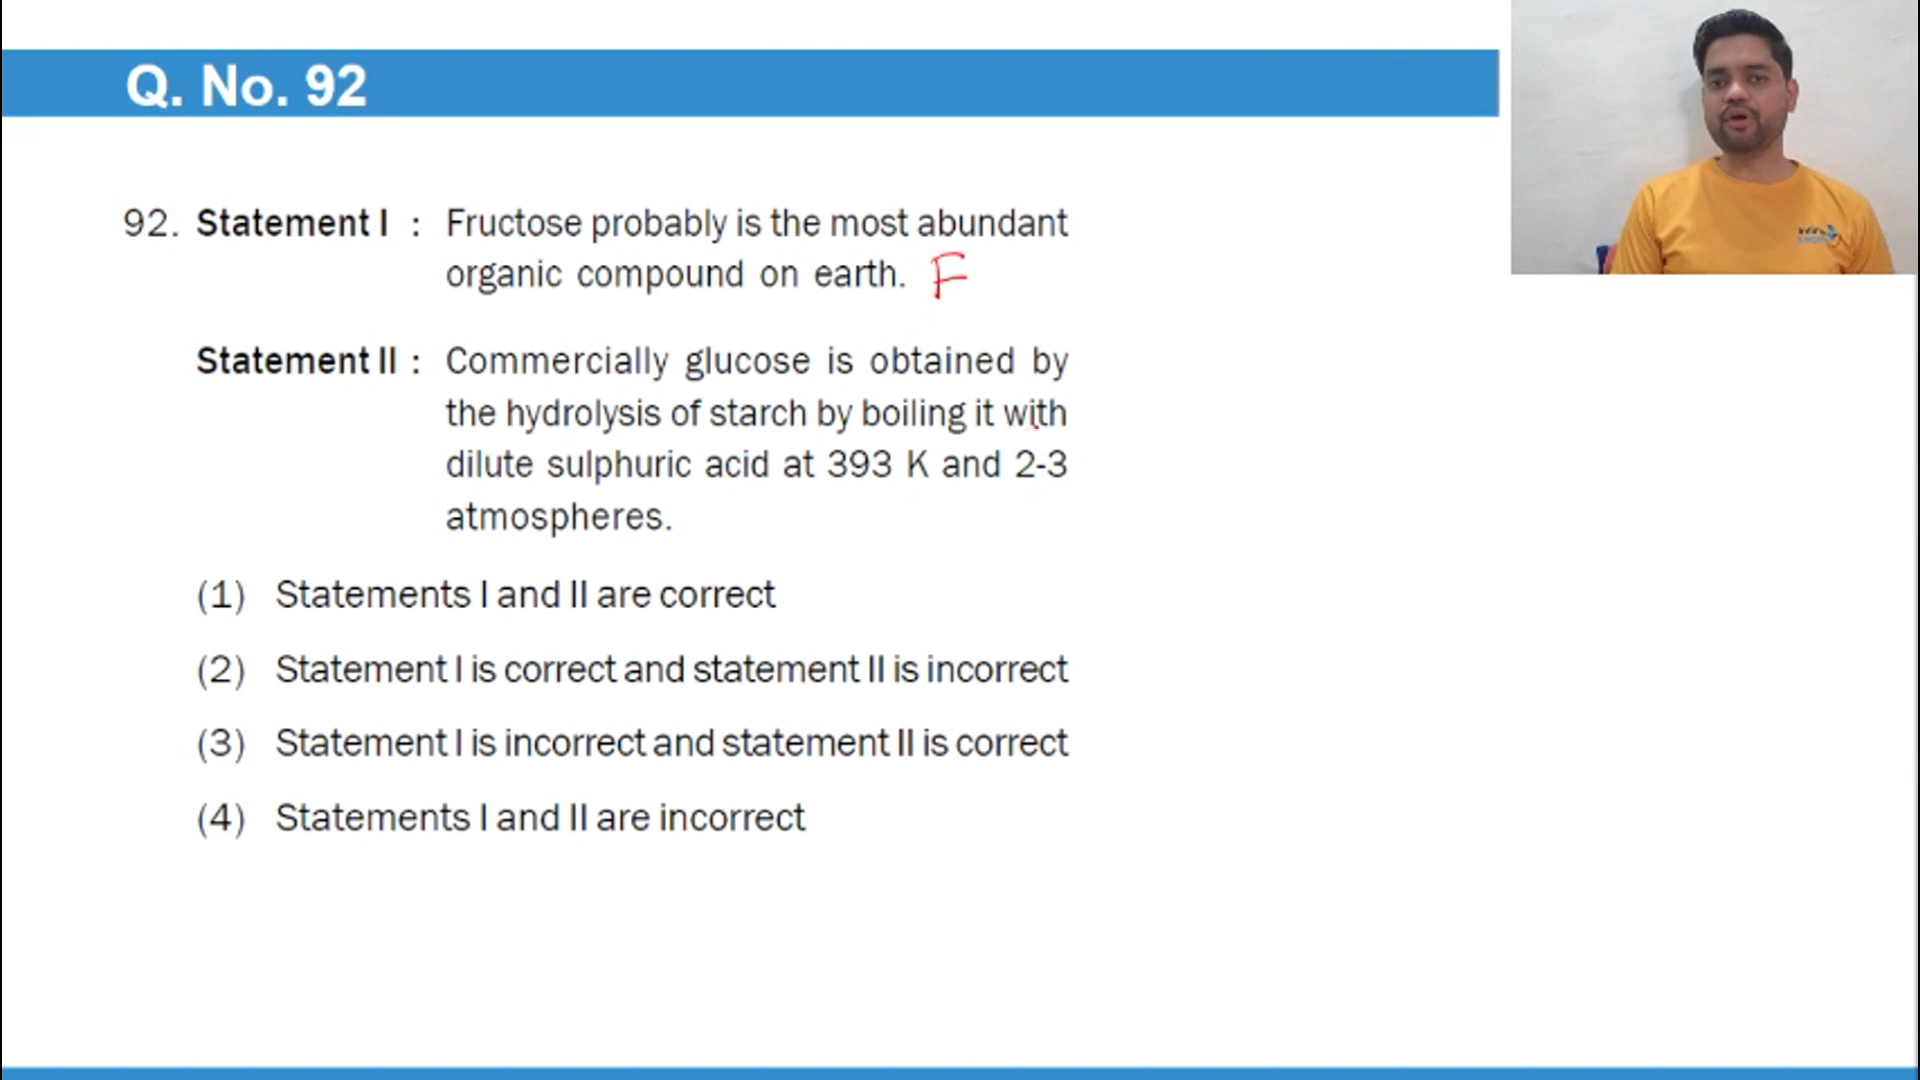 Q. No. 92
92. Statement I : Fructose probably is the most abundant
organic compound on earth. F
Statement II : Commercially glucose is obtained by
the hydrolysis of starch by boiling it with
dilute sulphuric acid at 393 K and 2-3
atmospheres.
(1) Statements I and II are correct
(2) Statement I is correct and statement II is incorrect
(3) Statement I is incorrect and statement II is correct
(4) Statements I and II are incorrect